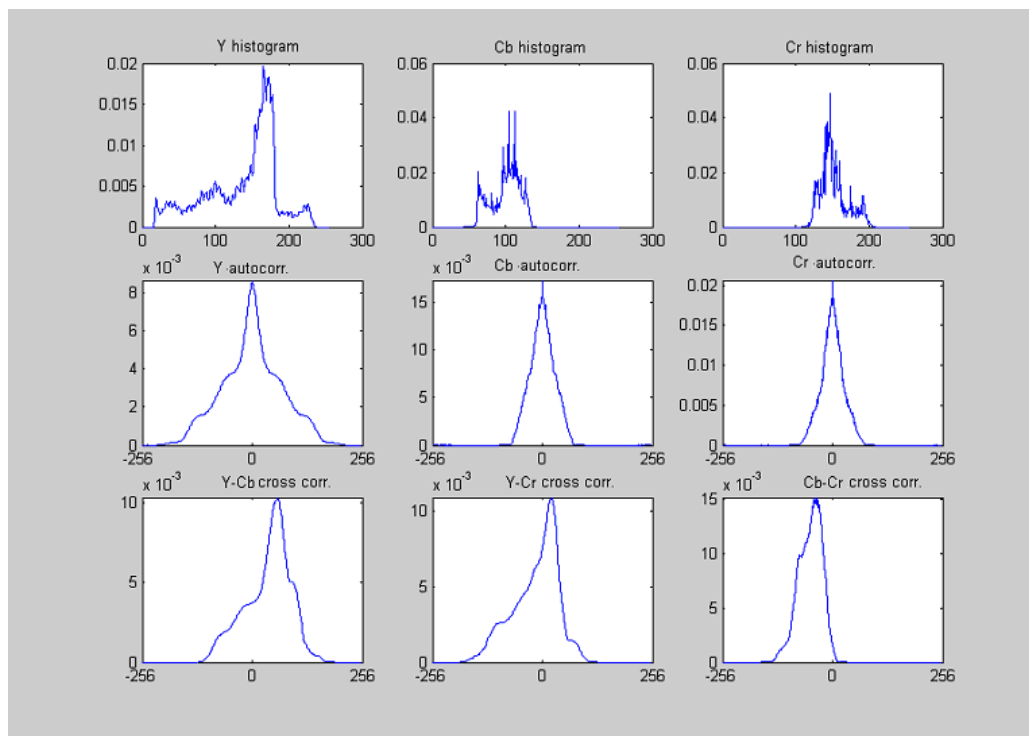 Y histogram
Cb histogram
Cr histogram
0.02
0.015
0.01
0.005
0
0 100 200 300
0.06
0.04
0.02
0
0 100 200 300
0.06
0.04
0.02
0
0 100 200 300
x 10⁻³
Y autocorr.
8
6
4
2
0
-256 0 256
x 10⁻³
Cb autocorr.
15
10
5
0
-256 0 256
Cr autocorr.
0.02
0.015
0.01
0.005
0
-256 0 256
x 10⁻³
Y-Cb cross corr.
10
5
0
-256 0 256
x 10⁻³
Y-Cr cross corr.
10
5
0
-256 0 256
x 10⁻³
Cb-Cr cross corr.
15
10
5
0
-256 0 256